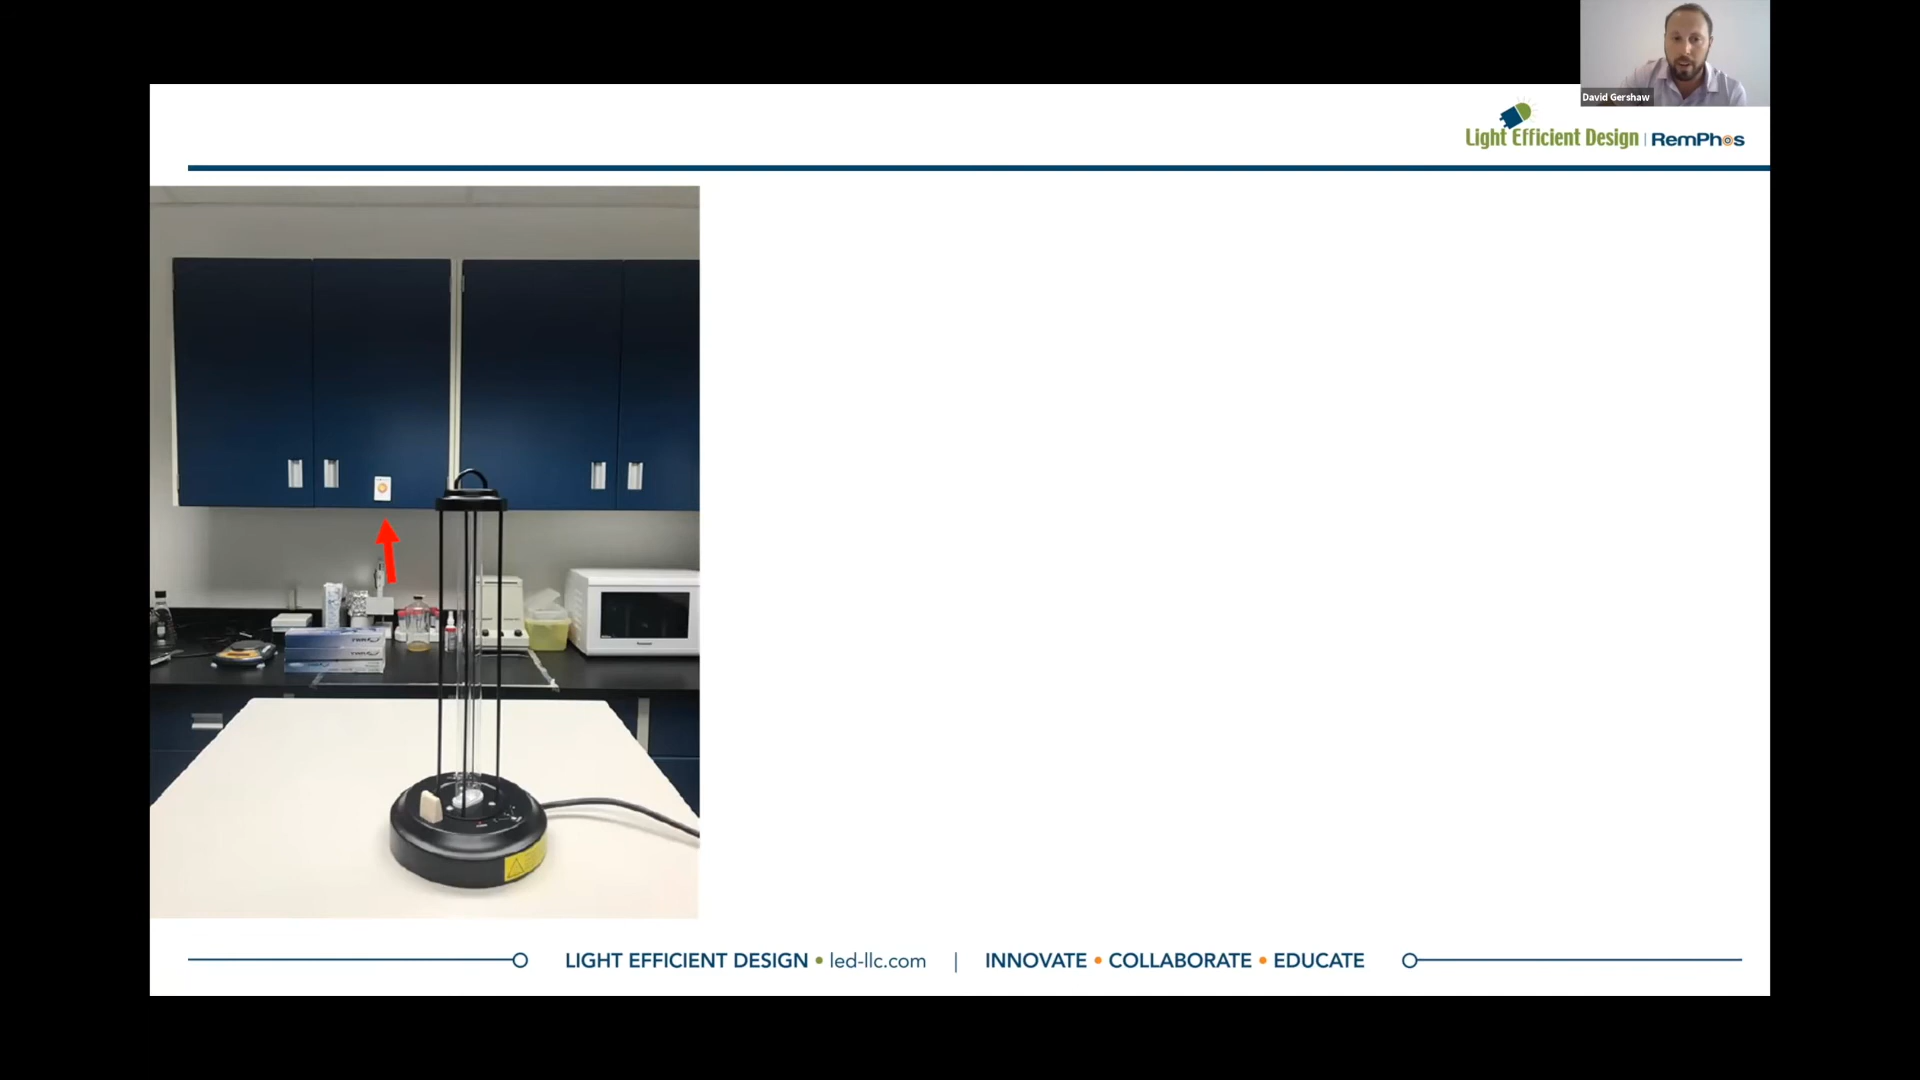 David Gershaw
Light Efficient Design | RemPhos
LIGHT EFFICIENT DESIGN • led-llc.com | INNOVATE • COLLABORATE • EDUCATE